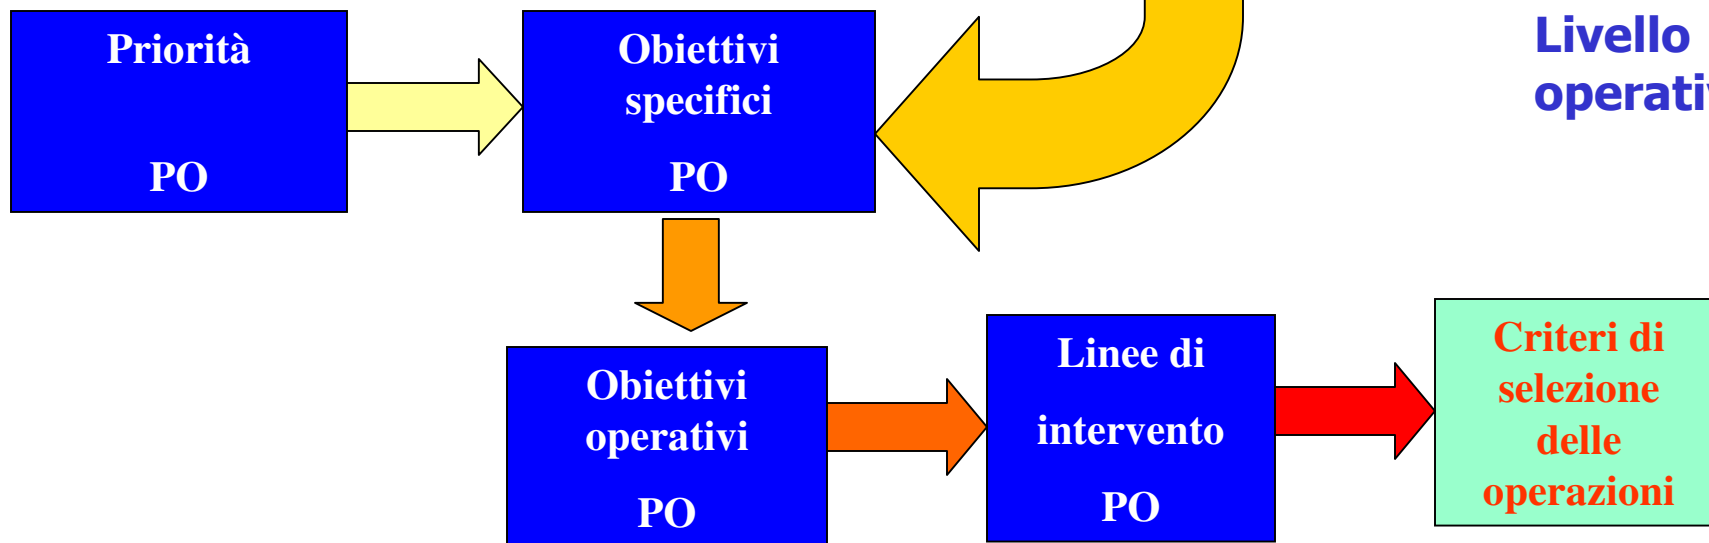 Priorità
PO
Obiettivi
specifici
PO
Livello
Obiettivi
operativi
PO
Linee di
intervento
PO
Criteri di
selezione
delle
operazioni